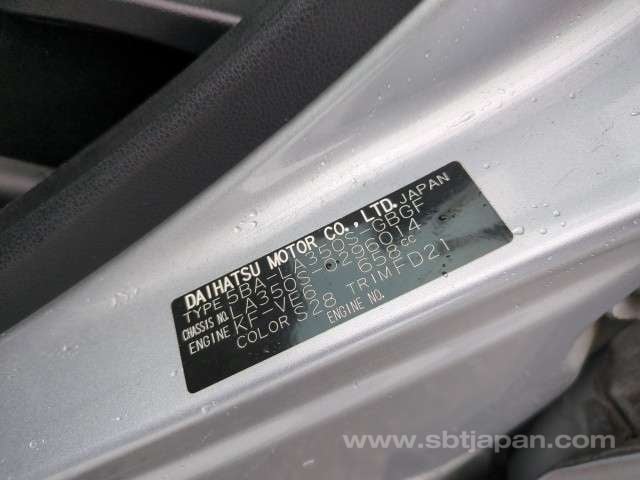 DAIHATSU MOTOR CO.,LTD. JAPAN
TYPE 5BA-LA350S-GBGF
CHASSIS NO. LA350S-0296014
ENGINE KF-VE6 658cc
COLOR S28 TRIM FD21
ENGINE NO.
www.sbtjapan.com